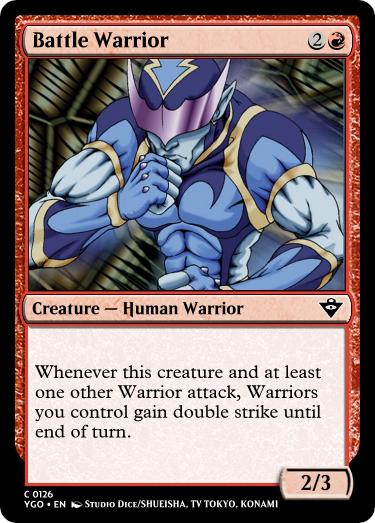 Battle Warrior 2
Creature — Human Warrior
Whenever this creature and at least
one other Warrior attack, Warriors
you control gain double strike until
end of turn.
2/3
C 0126
YGO • EN Studio Dice/SHUEISHA, TV TOKYO, KONAMI